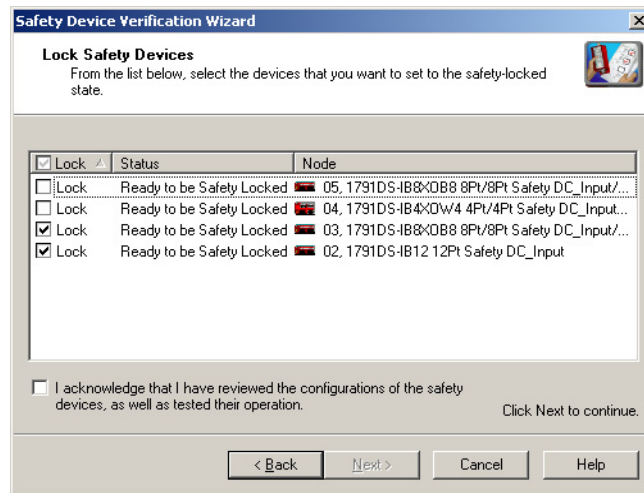 Safety Device Verification Wizard
Lock Safety Devices
From the list below, select the devices that you want to set to the safety-locked
state.
Lock Status Node
Lock Ready to be Safety Locked 05, 1791DS-IB8XOB8 8Pt/8Pt Safety DC_Input/...
Lock Ready to be Safety Locked 04, 1791DS-IB4XOW4 4Pt/4Pt Safety DC_Input...
Lock Ready to be Safety Locked 03, 1791DS-IB8XOB8 8Pt/8Pt Safety DC_Input/...
Lock Ready to be Safety Locked 02, 1791DS-IB12 12Pt Safety DC_Input
I acknowledge that I have reviewed the configurations of the safety
devices, as well as tested their operation.
Click Next to continue.
< Back Next > Cancel Help